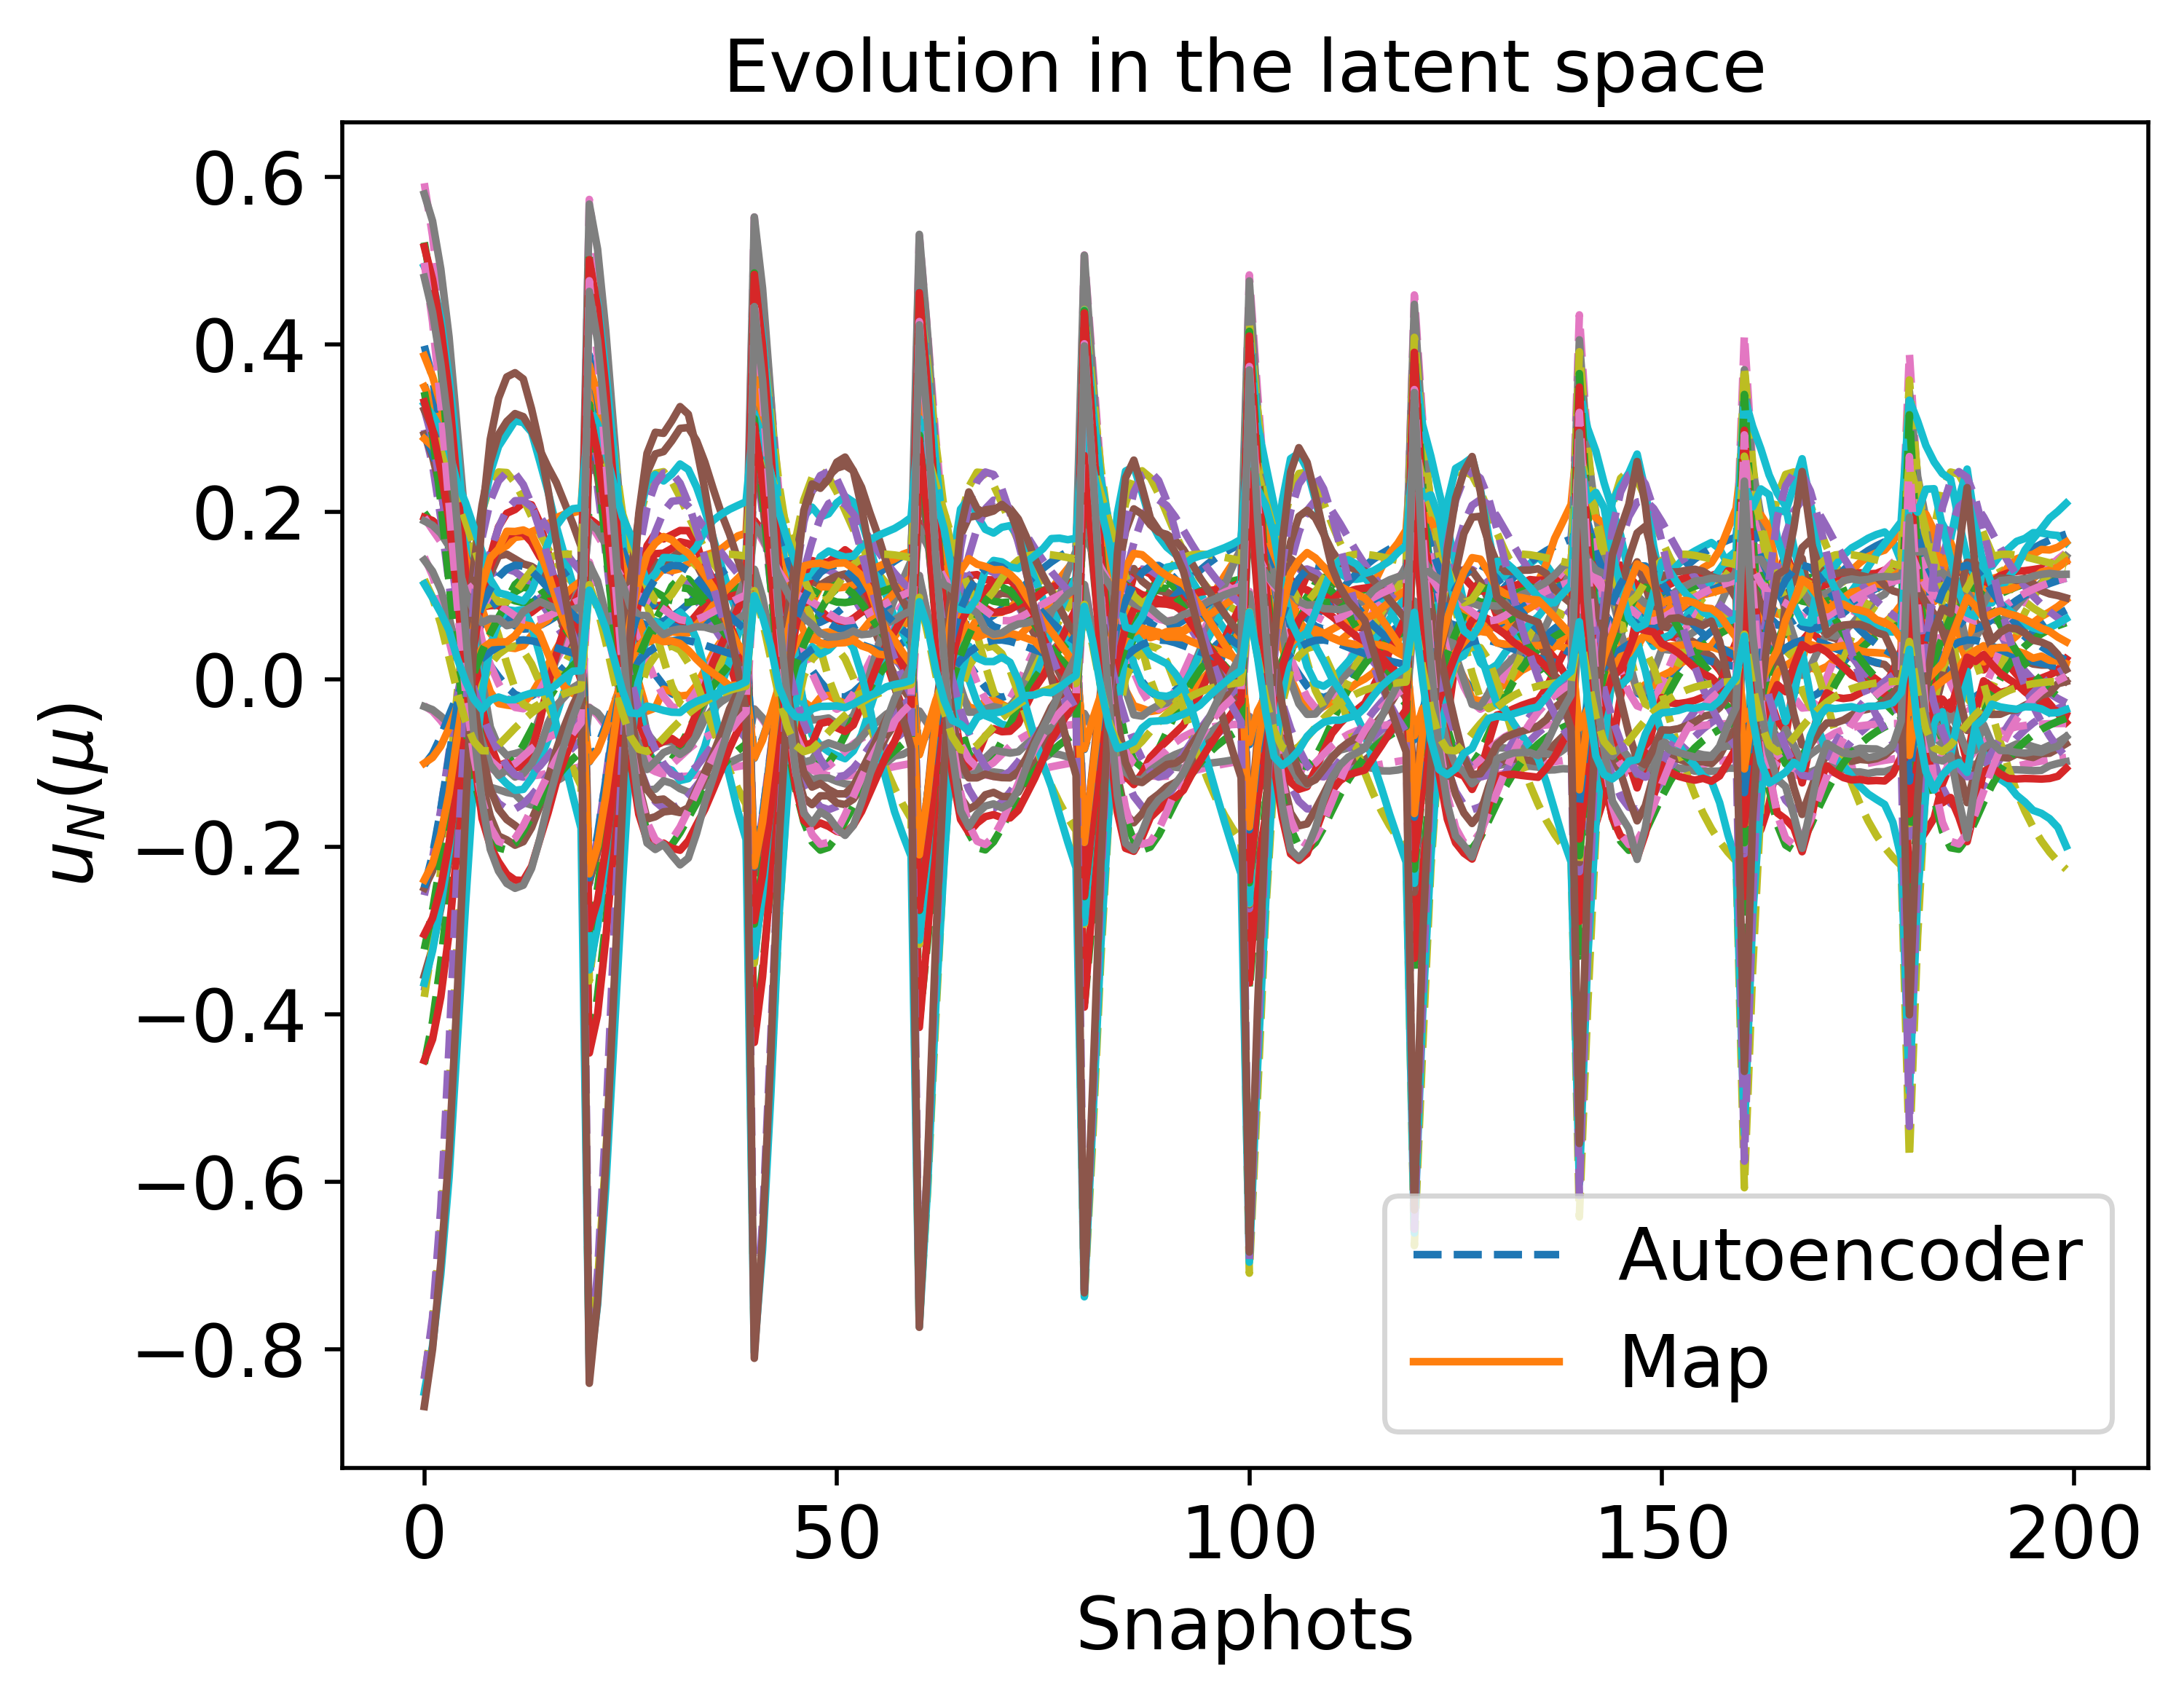 Evolution in the latent space
0.6
0.4
0.2
0.0
−0.2
−0.4
−0.6
−0.8
u_N(μ)
0 50 100 150 200
Snaphots
Autoencoder
Map